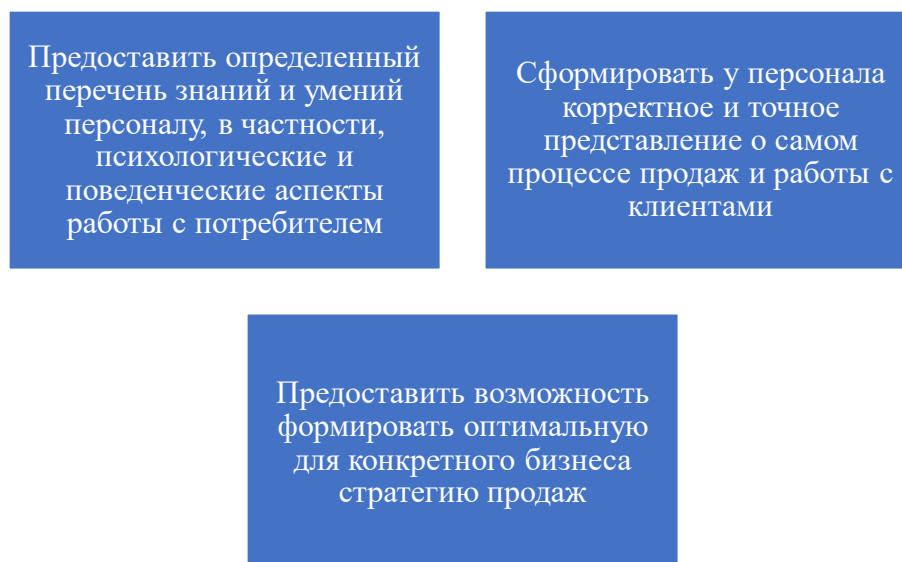 Предоставить определенный
перечень знаний и умений
персоналу, в частности,
психологические и
поведенческие аспекты
работы с потребителем
Сформировать у персонала
корректное и точное
представление о самом
процессе продаж и работы с
клиентами
Предоставить возможность
формировать оптимальную
для конкретного бизнеса
стратегию продаж